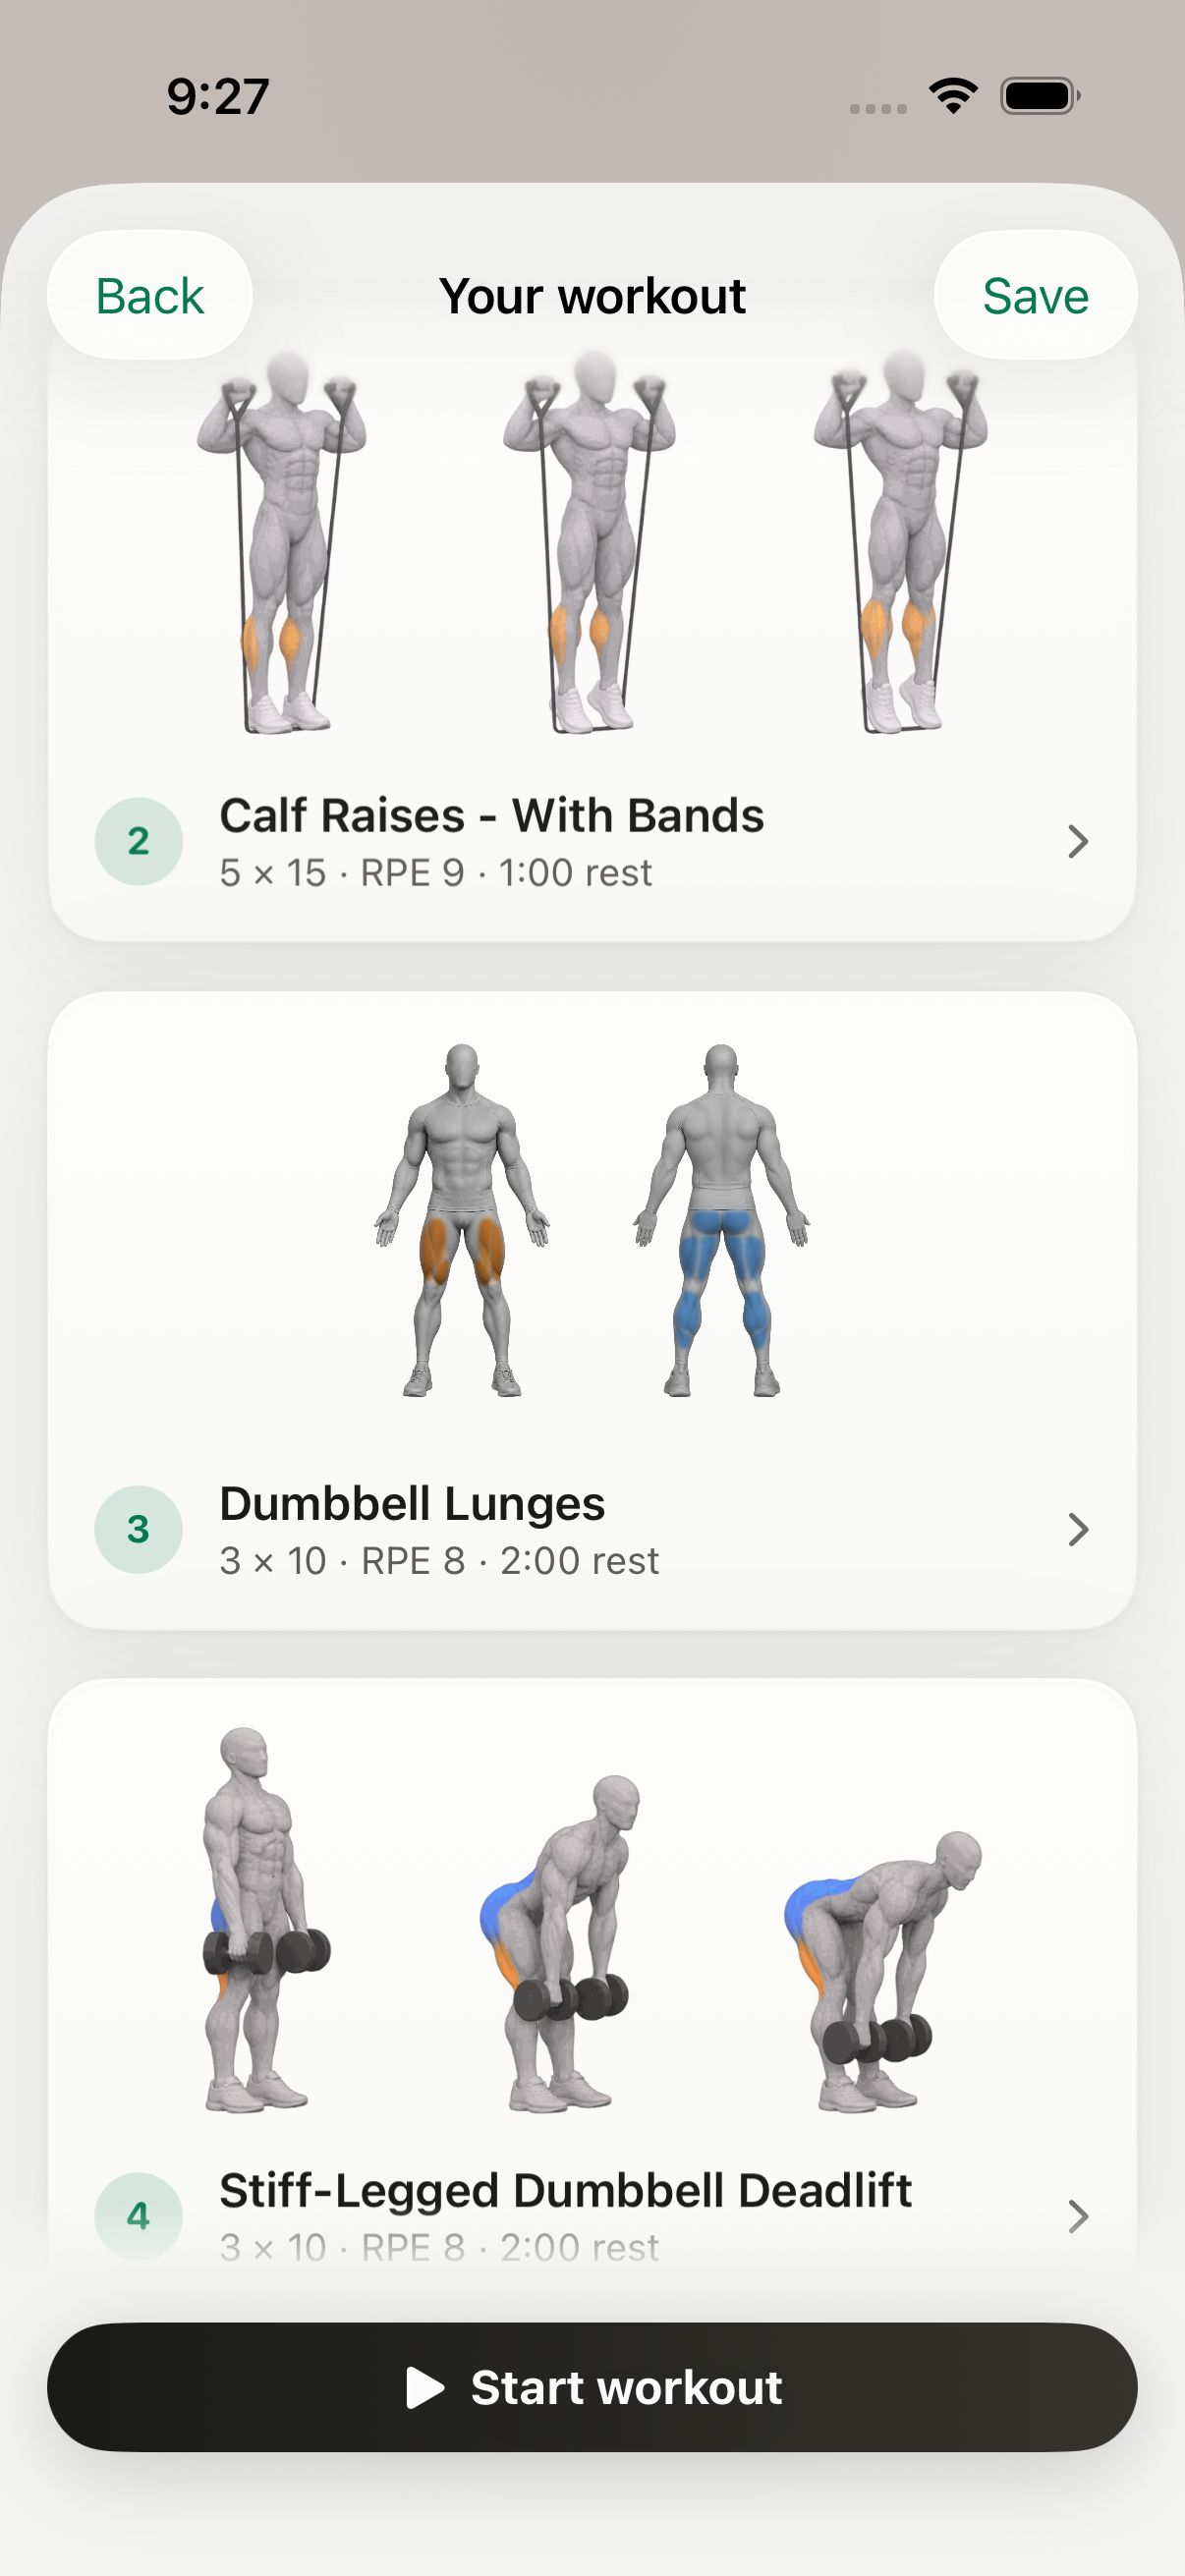 9:27
Back
Your workout
Save
2
Calf Raises - With Bands
5 × 15 · RPE 9 · 1:00 rest
3
Dumbbell Lunges
3 × 10 · RPE 8 · 2:00 rest
4
Stiff-Legged Dumbbell Deadlift
3 × 10 · RPE 8 · 2:00 rest
Start workout